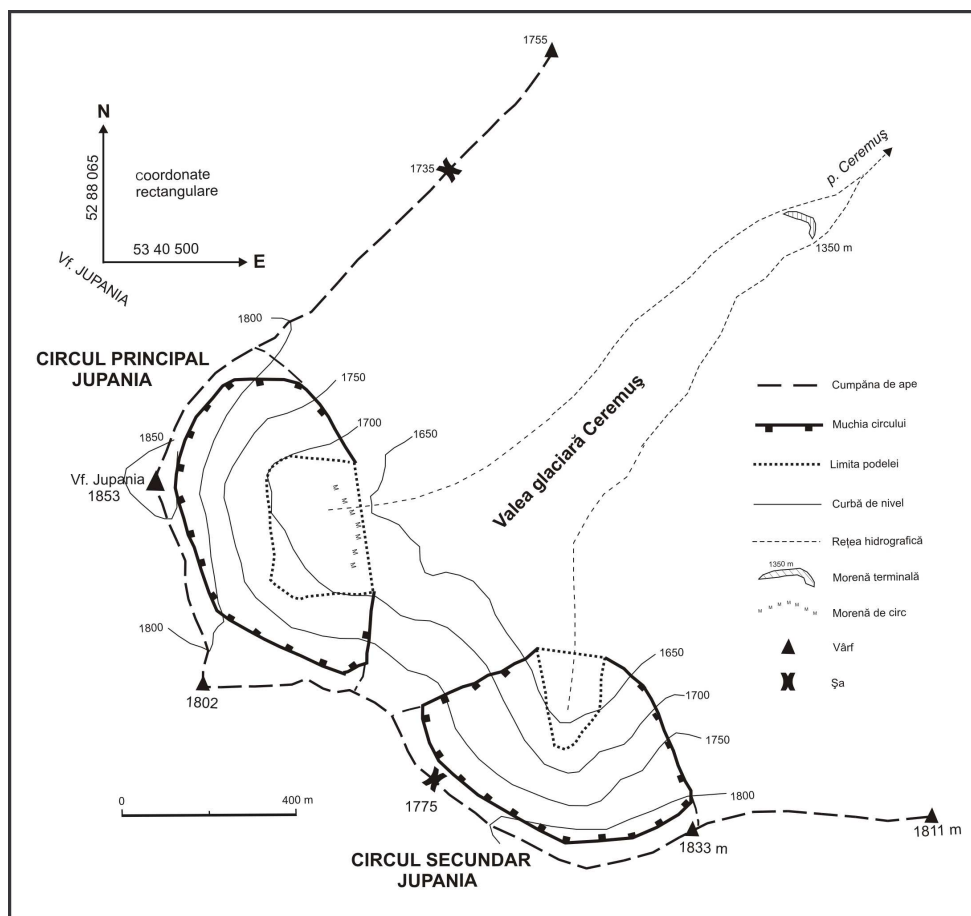 1755
N
1735
p. Ceremuş
coordonate
rectangulare
52 88 065
53 40 500
E
1350 m
Vf. JUPANIA
1800
CIRCUL PRINCIPAL
JUPANIA
1750
Cumpăna de ape
Valea glaciară Ceremuş
1700
1650
Muchia circului
1850
Limita podelei
Vf. Jupania
1853
M
M
M
M
M
M
M
M
Curbă de nivel
Reţea hidrografică
1350 m
Morenă terminală
M M M M M M M
Morenă de circ
1800
Vârf
1650
Şa
1802
1700
1750
1775
1800
0
400 m
1811 m
1833 m
CIRCUL SECUNDAR
JUPANIA